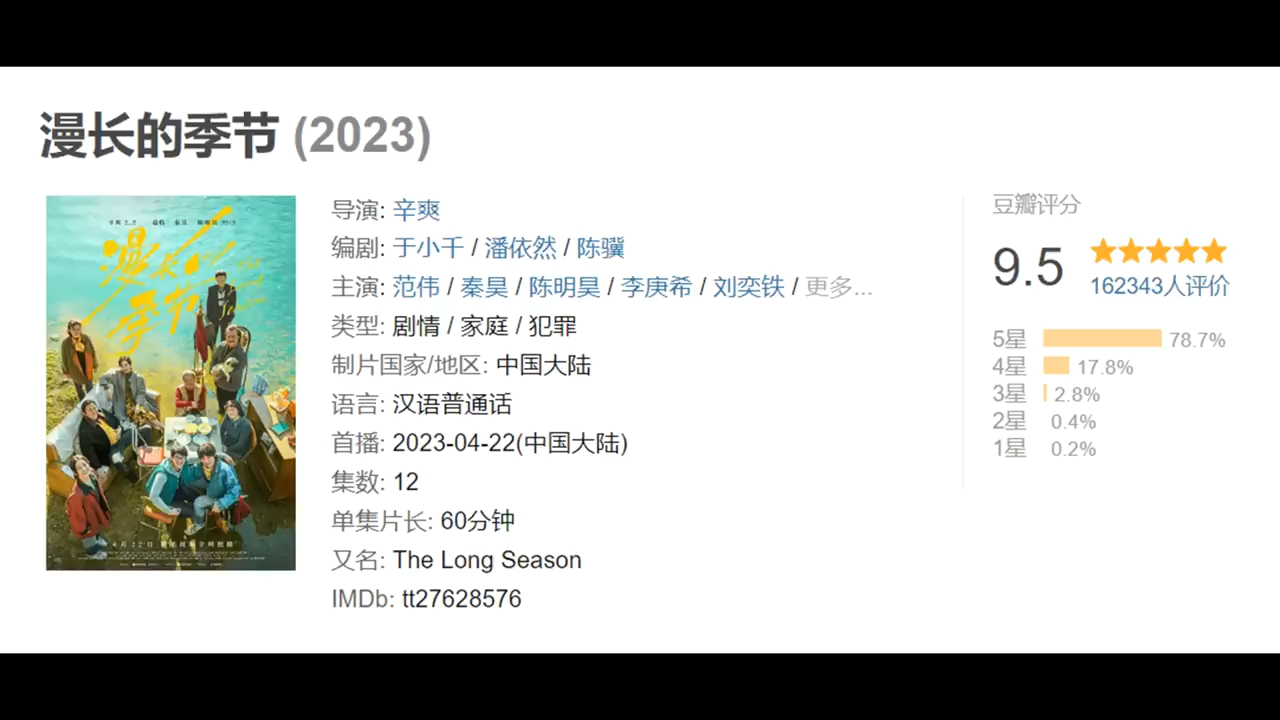 漫长的季节 (2023)
漫长的季节
导演: 辛爽
编剧: 于小千 / 潘依然 / 陈骥
主演: 范伟 / 秦昊 / 陈明昊 / 李庚希 / 刘奕铁 / 更多...
类型: 剧情 / 家庭 / 犯罪
制片国家/地区: 中国大陆
语言: 汉语普通话
首播: 2023-04-22(中国大陆)
集数: 12
单集片长: 60分钟
又名: The Long Season
IMDb: tt27628576
豆瓣评分
9.5
162343人评价
5星 78.7%
4星 17.8%
3星 2.8%
2星 0.4%
1星 0.2%